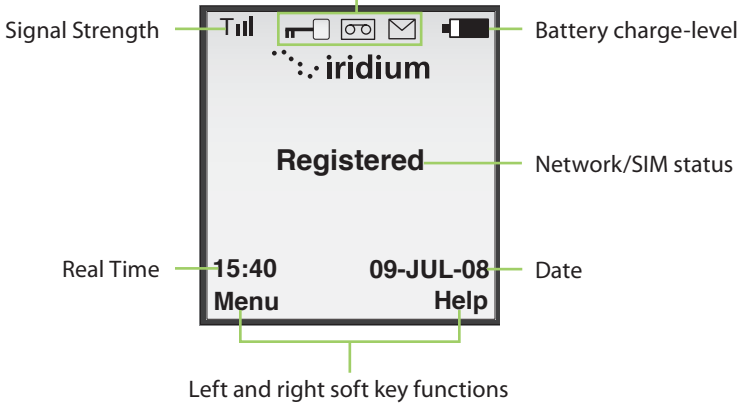 Signal Strength
Battery charge-level
iridium
Registered
Network/SIM status
Real Time
15:40
09-JUL-08
Date
Menu
Help
Left and right soft key functions